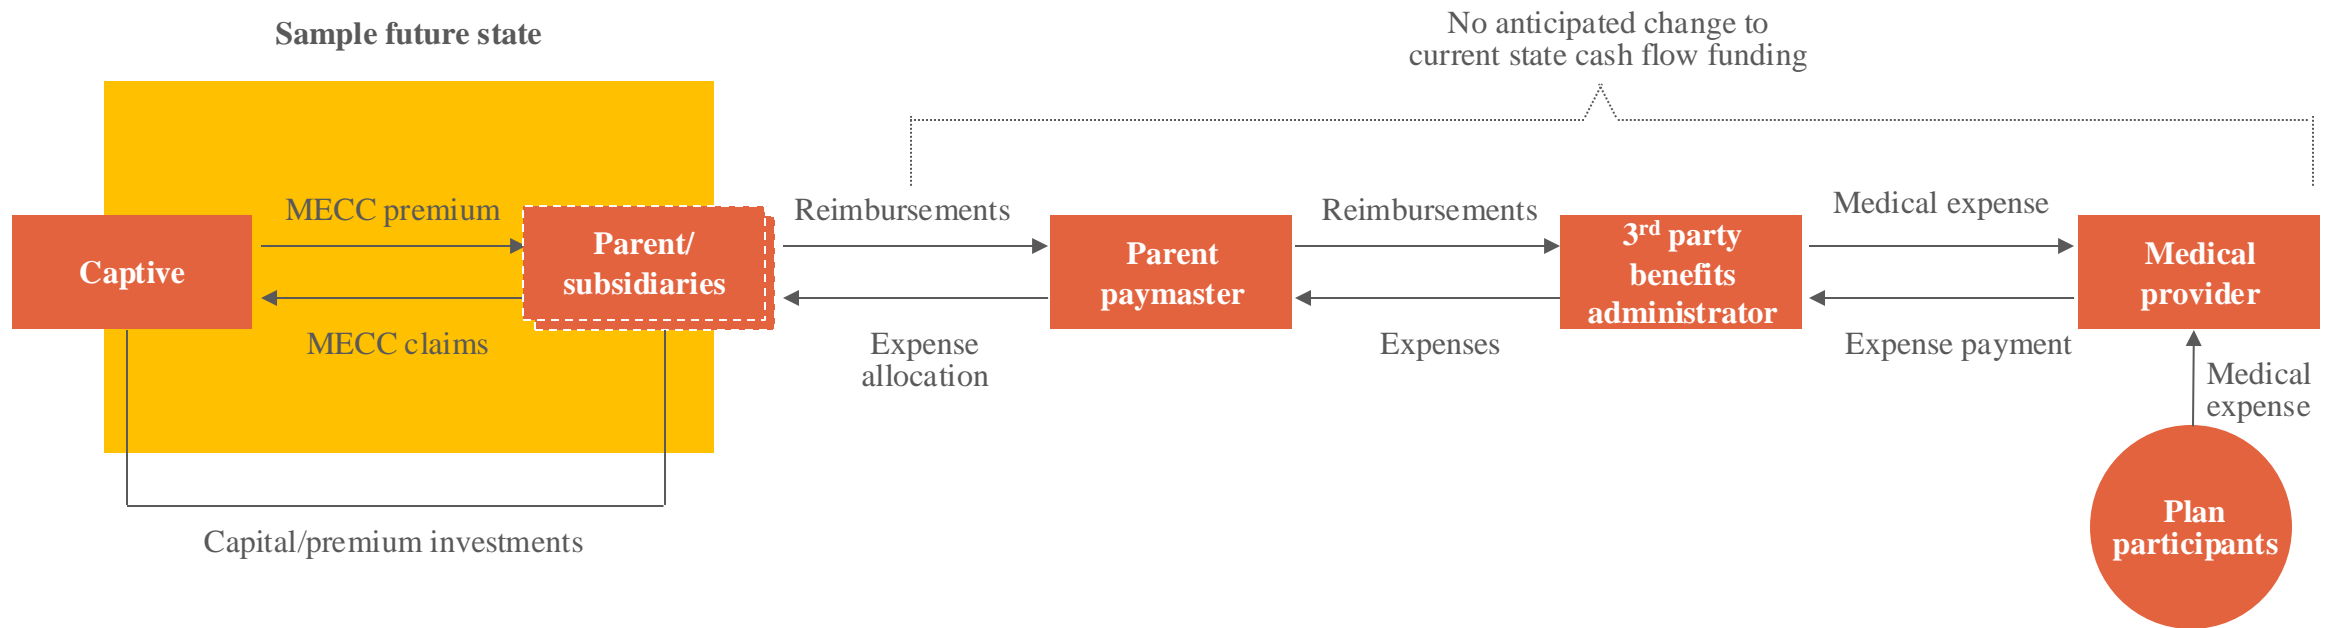 Sample future state
No anticipated change to
current state cash flow funding
MECC premium
Reimbursements
Reimbursements
Medical expense
Captive
Parent/
subsidiaries
Parent
paymaster
3rd party
benefits
administrator
Medical
provider
MECC claims
Expense
allocation
Expenses
Expense payment
Medical
expense
Capital/premium investments
Plan
participants